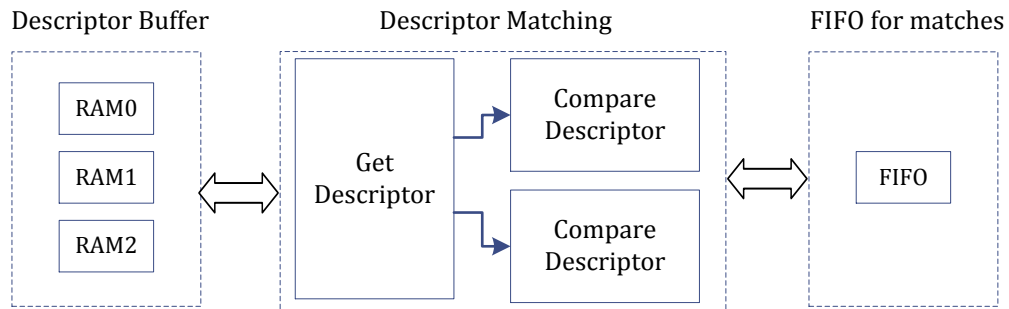 Descriptor Buffer
Descriptor Matching
FIFO for matches
RAM0
RAM1
RAM2
Get
Descriptor
Compare
Descriptor
Compare
Descriptor
FIFO